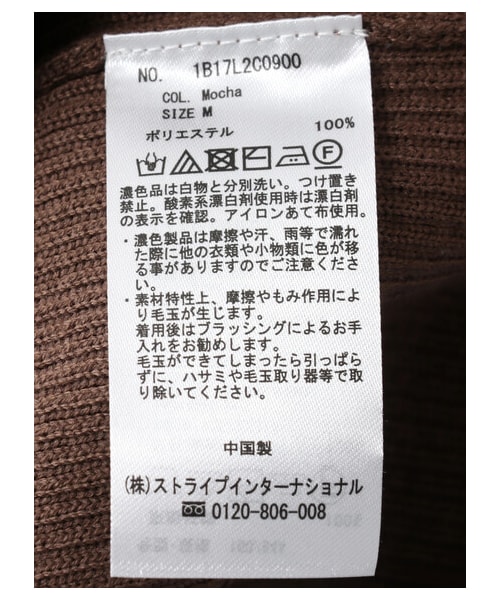 NO. 1B17L2C0900
COL. Mocha
SIZE M
ポリエステル 100%
濃色品は白物と分別洗い。つけ置き
禁止。酸素系漂白剤使用時は漂白剤
の表示を確認。アイロンあて布使用。
・濃色製品は摩擦や汗、雨等で濡れ
た際に他の衣類や小物類に色が移
る事がありますのでご注意くださ
い。
・素材特性上、摩擦やもみ作用によ
り毛玉が生じます。
着用後はブラッシングによるお手
入れをお勧めします。
毛玉ができてしまったら引っぱら
ずに、ハサミや毛玉取り器等で取
り除いてください。
中国製
(株)ストライプインターナショナル
0120-806-008